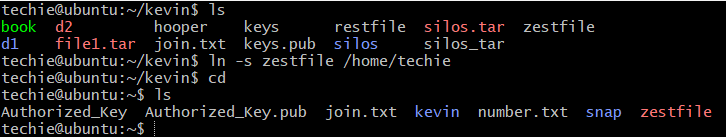 techie@ubuntu:~/kevin$ ls
book d2 hooper keys restfile silos.tar zestfile
d1 file1.tar join.txt keys.pub silos silos_tar
techie@ubuntu:~/kevin$ ln -s zestfile /home/techie
techie@ubuntu:~/kevin$ cd
techie@ubuntu:~$ ls
Authorized_Key Authorized_Key.pub join.txt kevin number.txt snap zestfile
techie@ubuntu:~$